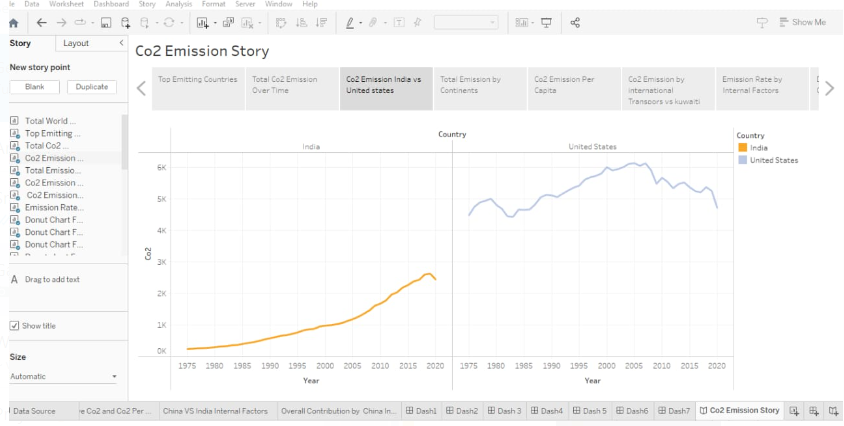 le Data Worksheet Dashboard Story Analysis Format Server Window Help
Show Me
Story Layout
New story point
Blank Duplicate
Total World ...
Top Emitting ...
Total Co2 ...
Co2 Emission ...
Total Emissio...
Co2 Emission ...
Co2 Emission...
Emission Rate...
Donut Chart F...
Donut Chart F...
Donut Chart F...
A Drag to add text
Show title
Size
Automatic
Co2 Emission Story
Top Emitting Countries
Total Co2 Emission
Over Time
Co2 Emission India vs
United states
Total Emission by
Continents
Co2 Emission Per
Capita
Co2 Emission by
international
Transpors vs kuwaiti
Emission Rate by
Internal Factors
Country
India United States
Co2
6K
5K
4K
3K
2K
1K
0K
1975 1980 1985 1990 1995 2000 2005 2010 2015 2020
1975 1980 1985 1990 1995 2000 2005 2010 2015 2020
Year Year
Country
India
United States
Data Source
e Co2 and Co2 Per ...
China VS India Internal Factors
Overall Contribution by China In...
Dash1
Dash2
Dash 3
Dash4
Dash 5
Dash6
Dash7
Co2 Emission Story